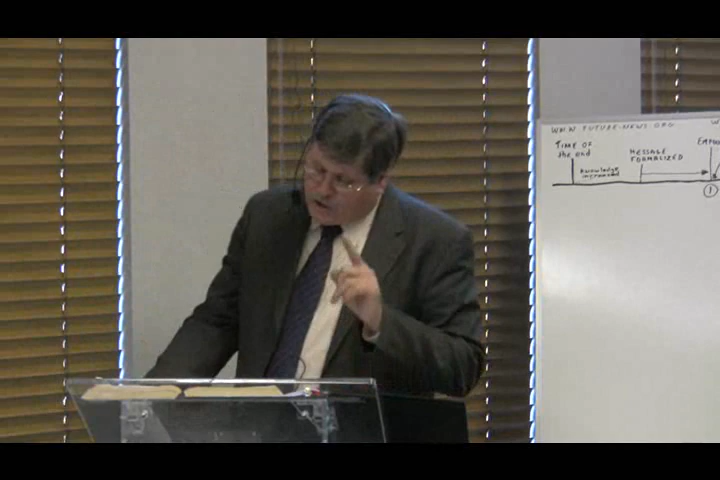 WWW.FUTURE-NEWS.ORG W
TIME OF
the end
knowledge
increased
MESSAGE
FORMALIZED
1